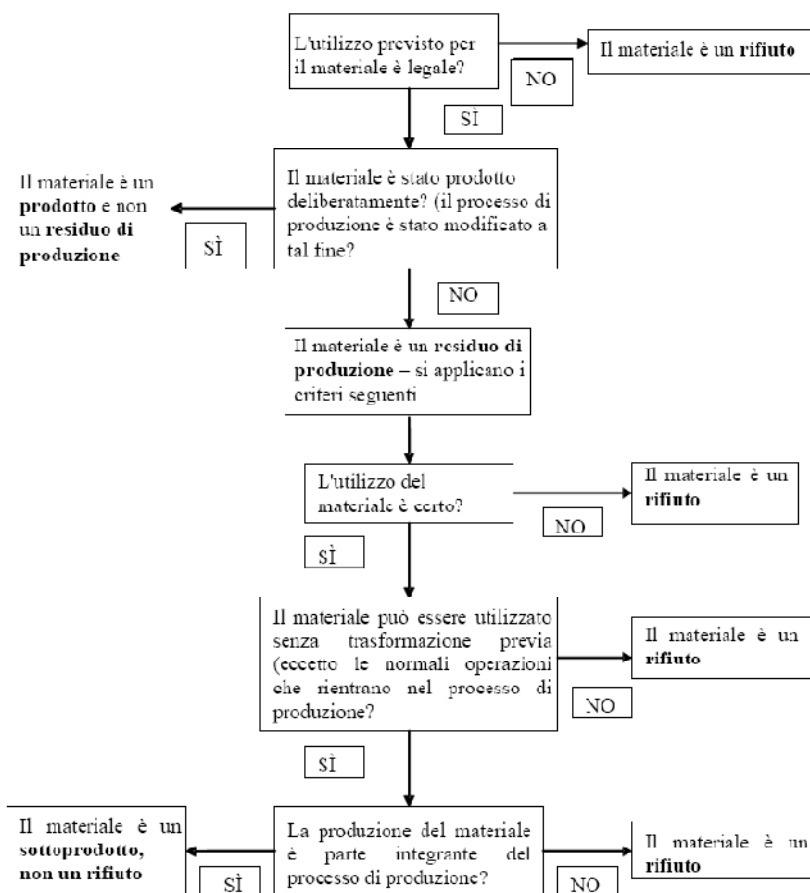 L'utilizzo previsto per
il materiale è legale?
Il materiale è un rifiuto
NO
SÌ
Il materiale è stato prodotto
deliberatamente? (il processo di
produzione è stato modificato a
tal fine?
Il materiale è un
prodotto e non
un residuo di
produzione
SÌ
NO
Il materiale è un residuo di
produzione – si applicano i
criteri seguenti
L'utilizzo del
materiale è certo?
Il materiale è un
rifiuto
NO
SÌ
Il materiale può essere utilizzato
senza trasformazione previa
(eccetto le normali operazioni
che rientrano nel processo di
produzione?
Il materiale è un
rifiuto
NO
SÌ
Il materiale è un
sottoprodotto,
non un rifiuto
SÌ
La produzione del materiale
è parte integrante del
processo di produzione?
NO
Il materiale è un
rifiuto